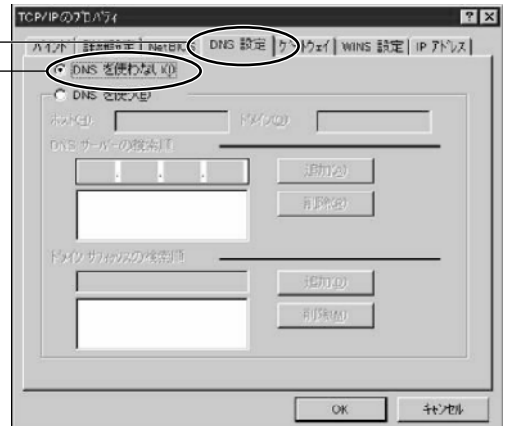 TCP/IPのプロパティ
バインド 詳細設定 NetBIOS DNS 設定 ゲートウェイ WINS 設定 IP アドレス
DNS を使わない(I)
DNS を使う(E)
ホスト(H): ドメイン(O):
DNS サーバーの検索順
追加(A)
削除(R)
ドメイン サフィックスの検索順
追加(D)
削除(M)
OK キャンセル